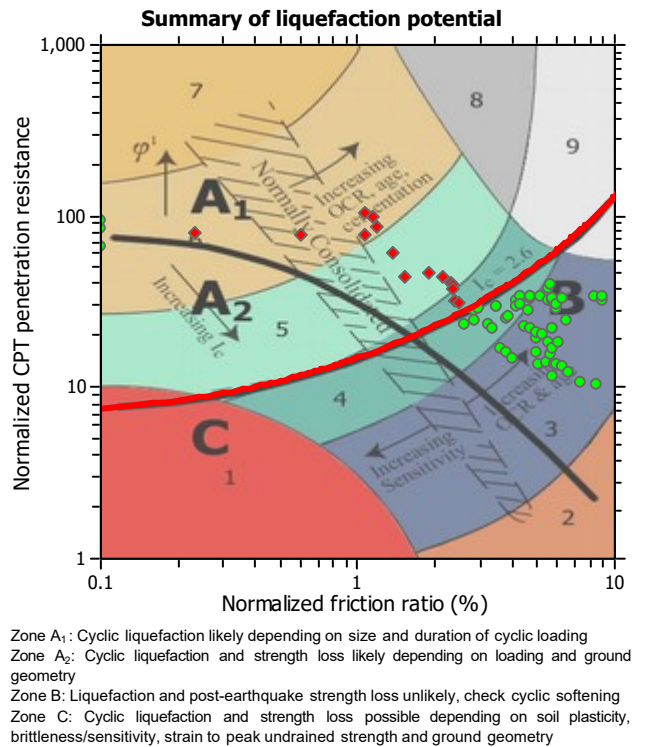 Summary of liquefaction potential
1,000
100
10
1
Normalized CPT penetration resistance
0.1
1
10
Normalized friction ratio (%)
7
8
9
φ'
A1
Increasing
OCR, age,
cementation
Normally Consolidated
6
A2
Increasing Ic
5
Ic = 2.6
B
4
Increasing
OCR & age
3
C
1
Increasing
Sensitivity
2
Zone A1: Cyclic liquefaction likely depending on size and duration of cyclic loading
Zone A2: Cyclic liquefaction and strength loss likely depending on loading and ground
geometry
Zone B: Liquefaction and post-earthquake strength loss unlikely, check cyclic softening
Zone C: Cyclic liquefaction and strength loss possible depending on soil plasticity,
brittleness/sensitivity, strain to peak undrained strength and ground geometry